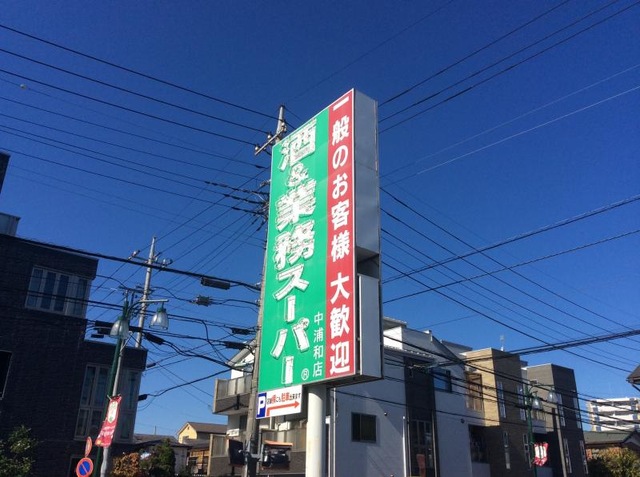 一般のお客様 大歓迎
酒&業務スーパー®
中浦和店
P